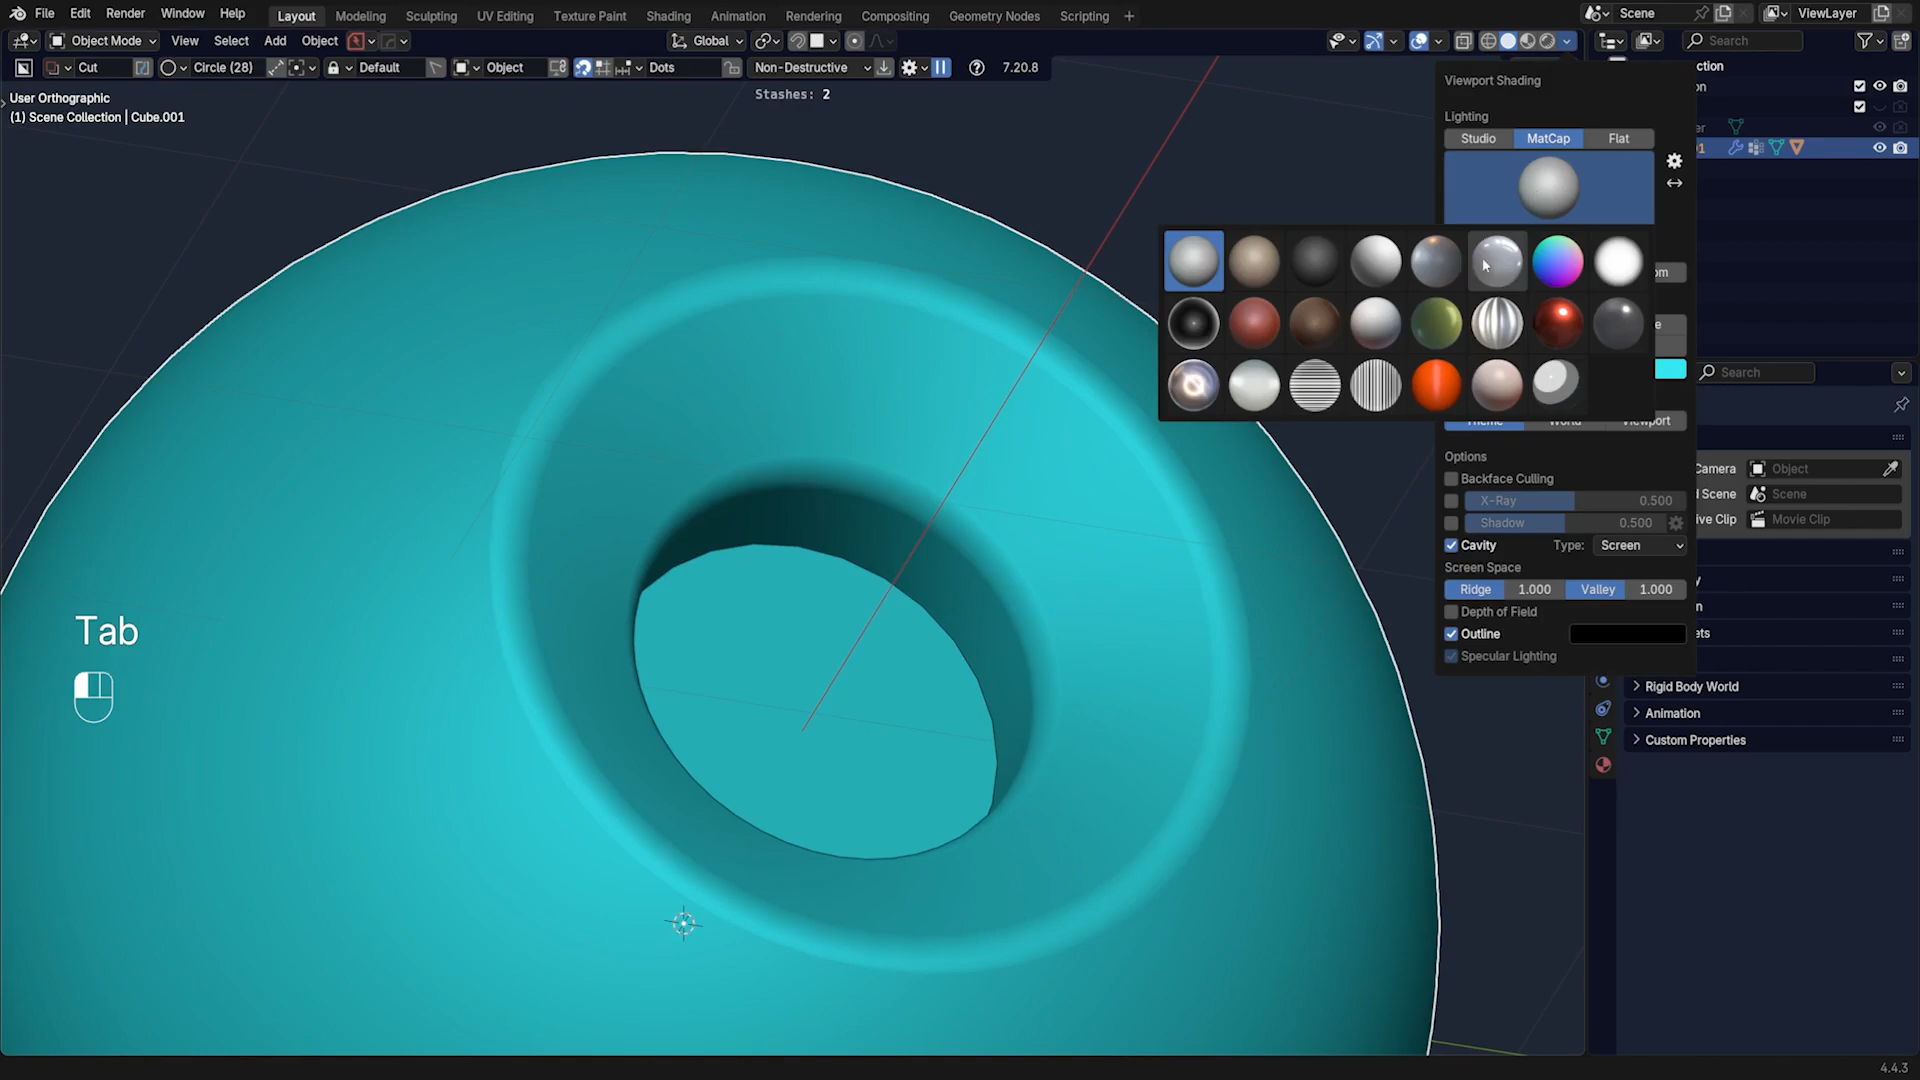 File Edit Render Window Help
Layout Modeling Sculpting UV Editing Texture Paint Shading Animation Rendering Compositing Geometry Nodes Scripting +
Scene
ViewLayer
Object Mode View Select Add Object
Global
Search
Cut
Circle (28)
Default
Object
Dots
Non-Destructive
7.20.8
User Orthographic
(1) Scene Collection | Cube.001
Stashes: 2
Viewport Shading
Lighting
Studio MatCap Flat
Search
Options
Backface Culling
X-Ray 0.500
Shadow 0.500
Cavity Type: Screen
Screen Space
Ridge 1.000 Valley 1.000
Depth of Field
Outline
Specular Lighting
Camera Object
Scene Scene
Clip Movie Clip
Rigid Body World
Animation
Custom Properties
Tab
4.4.3